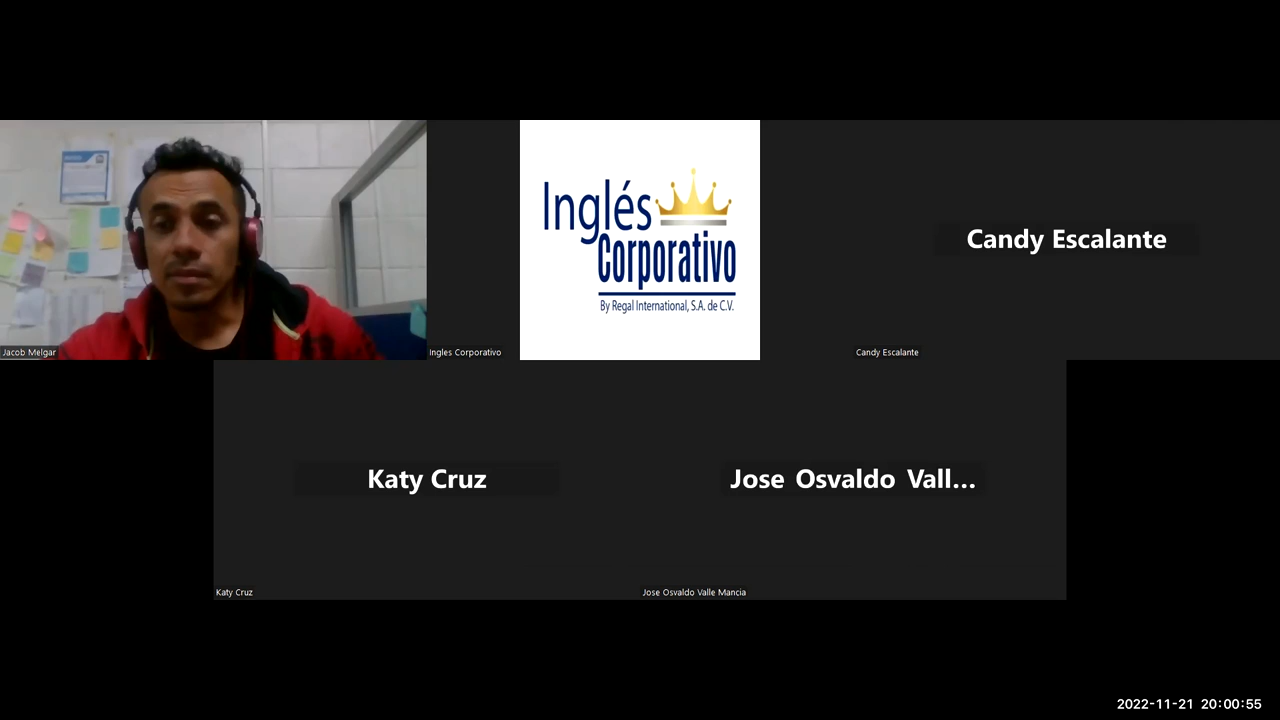 Inglés
Corporativo
By Regal International, S.A. de C.V.
Candy Escalante
Jacob Melgar
Ingles Corporativo
Candy Escalante
Katy Cruz
Jose Osvaldo Vall...
Katy Cruz
Jose Osvaldo Valle Mancia
2022-11-21 20:00:55